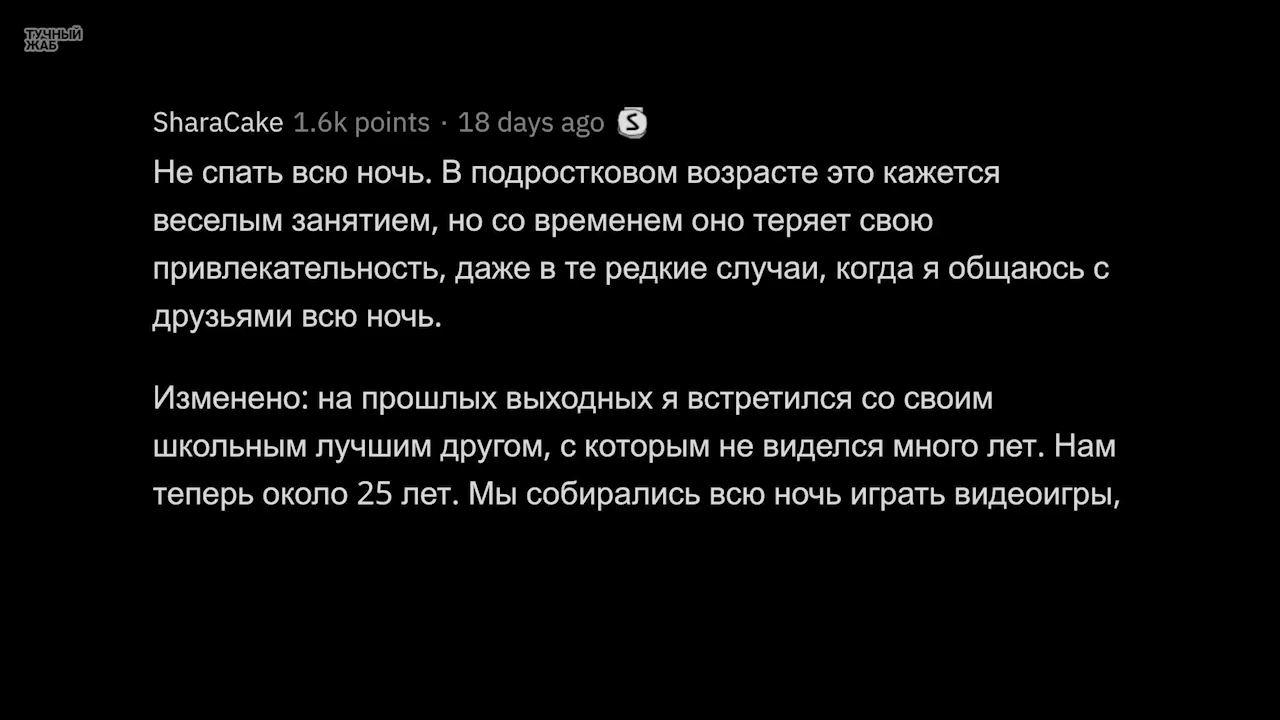 ТУЧНЫЙ
ЖАБ
SharaCake 1.6k points · 18 days ago S
Не спать всю ночь. В подростковом возрасте это кажется
веселым занятием, но со временем оно теряет свою
привлекательность, даже в те редкие случаи, когда я общаюсь с
друзьями всю ночь.
Изменено: на прошлых выходных я встретился со своим
школьным лучшим другом, с которым не виделся много лет. Нам
теперь около 25 лет. Мы собирались всю ночь играть видеоигры,